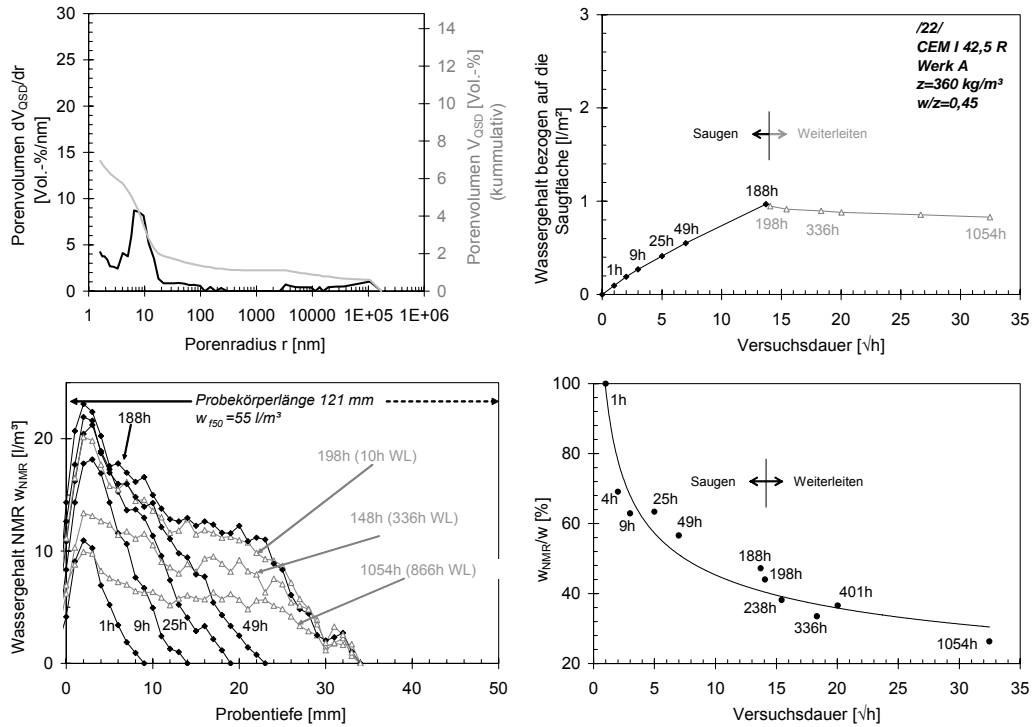 Porenvolumen dV_QSD/dr
[Vol.-%/nm]
30
25
20
15
10
5
0
14
12
10
8
6
4
2
0
Porenvolumen V_QSD [Vol.-%]
(kummulativ)
1
10
100
1000
10000
1E+05
1E+06
Porenradius r [nm]
Wassergehalt bezogen auf die
Saugfläche [l/m²]
3
2
1
0
/22/
CEM I 42,5 R
Werk A
z=360 kg/m³
w/z=0,45
Saugen
Weiterleiten
1h
9h
25h
49h
188h
198h
336h
1054h
0
5
10
15
20
25
30
35
Versuchsdauer [√h]
Wassergehalt NMR w_NMR [l/m³]
20
10
0
Probekörperlänge 121 mm
w_f50 =55 l/m³
188h
198h (10h WL)
148h (336h WL)
1054h (866h WL)
1h
9h
25h
49h
0
10
20
30
40
50
Probentiefe [mm]
w_NMR/w [%]
100
80
60
40
20
1h
4h
9h
25h
49h
Saugen
Weiterleiten
188h
198h
238h
336h
401h
1054h
0
5
10
15
20
25
30
35
Versuchsdauer [√h]